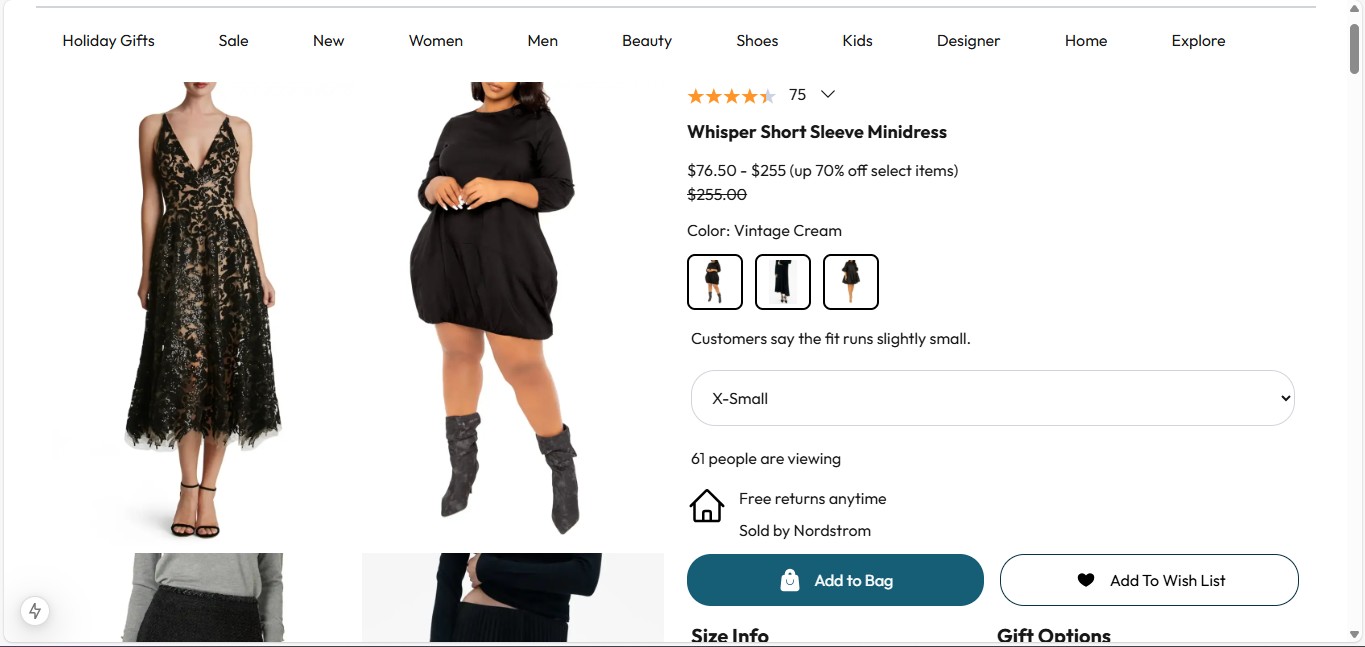 Holiday Gifts Sale New Women Men Beauty Shoes Kids Designer Home Explore
75
Whisper Short Sleeve Minidress
$76.50 - $255 (up 70% off select items)
$255.00
Color: Vintage Cream
Customers say the fit runs slightly small.
X-Small
61 people are viewing
Free returns anytime
Sold by Nordstrom
Add to Bag
Add To Wish List
Size Info
Gift Options